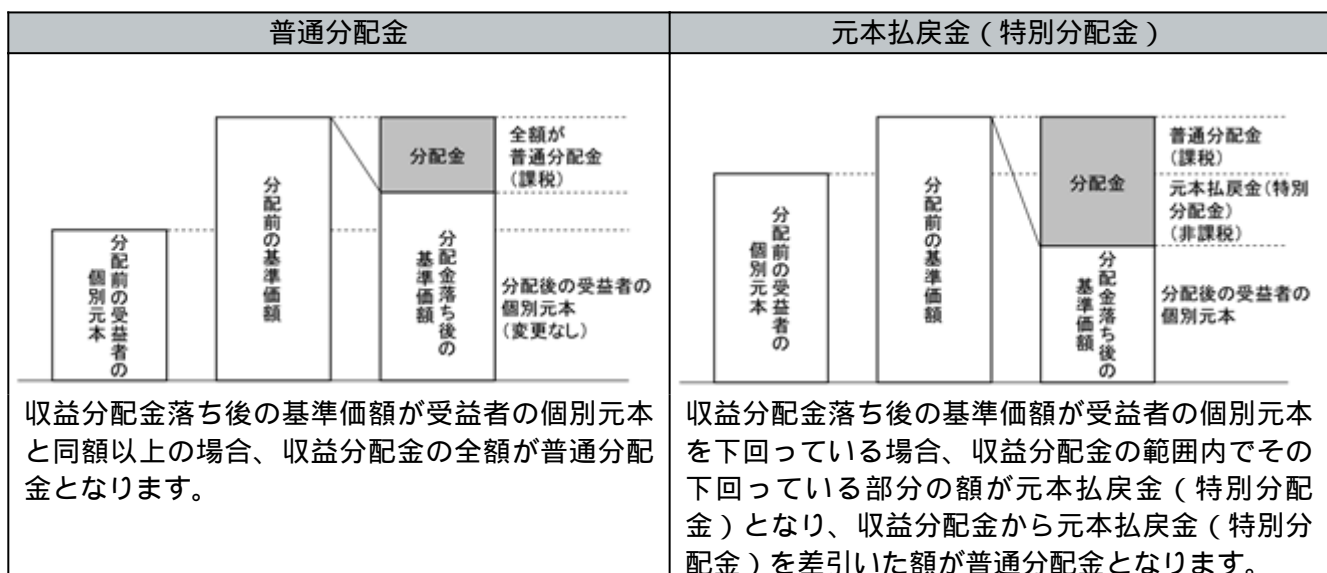 普通分配金
分配前の受益者の
個別元本
分配前の基準価額
分配金
分配金落ち後の
基準価額
全額が
普通分配金
(課税)
分配後の受益者の
個別元本
(変更なし)
収益分配金落ち後の基準価額が受益者の個別元本
と同額以上の場合、収益分配金の全額が普通分配
金となります。
元本払戻金(特別分配金)
分配前の受益者の
個別元本
分配前の基準価額
分配金
分配金落ち後の
基準価額
普通分配金
(課税)
元本払戻金(特別
分配金)
(非課税)
分配後の受益者の
個別元本
収益分配金落ち後の基準価額が受益者の個別元本
を下回っている場合、収益分配金の範囲内でその
下回っている部分の額が元本払戻金(特別分配
金)となり、収益分配金から元本払戻金(特別分
配金)を差引いた額が普通分配金となります。